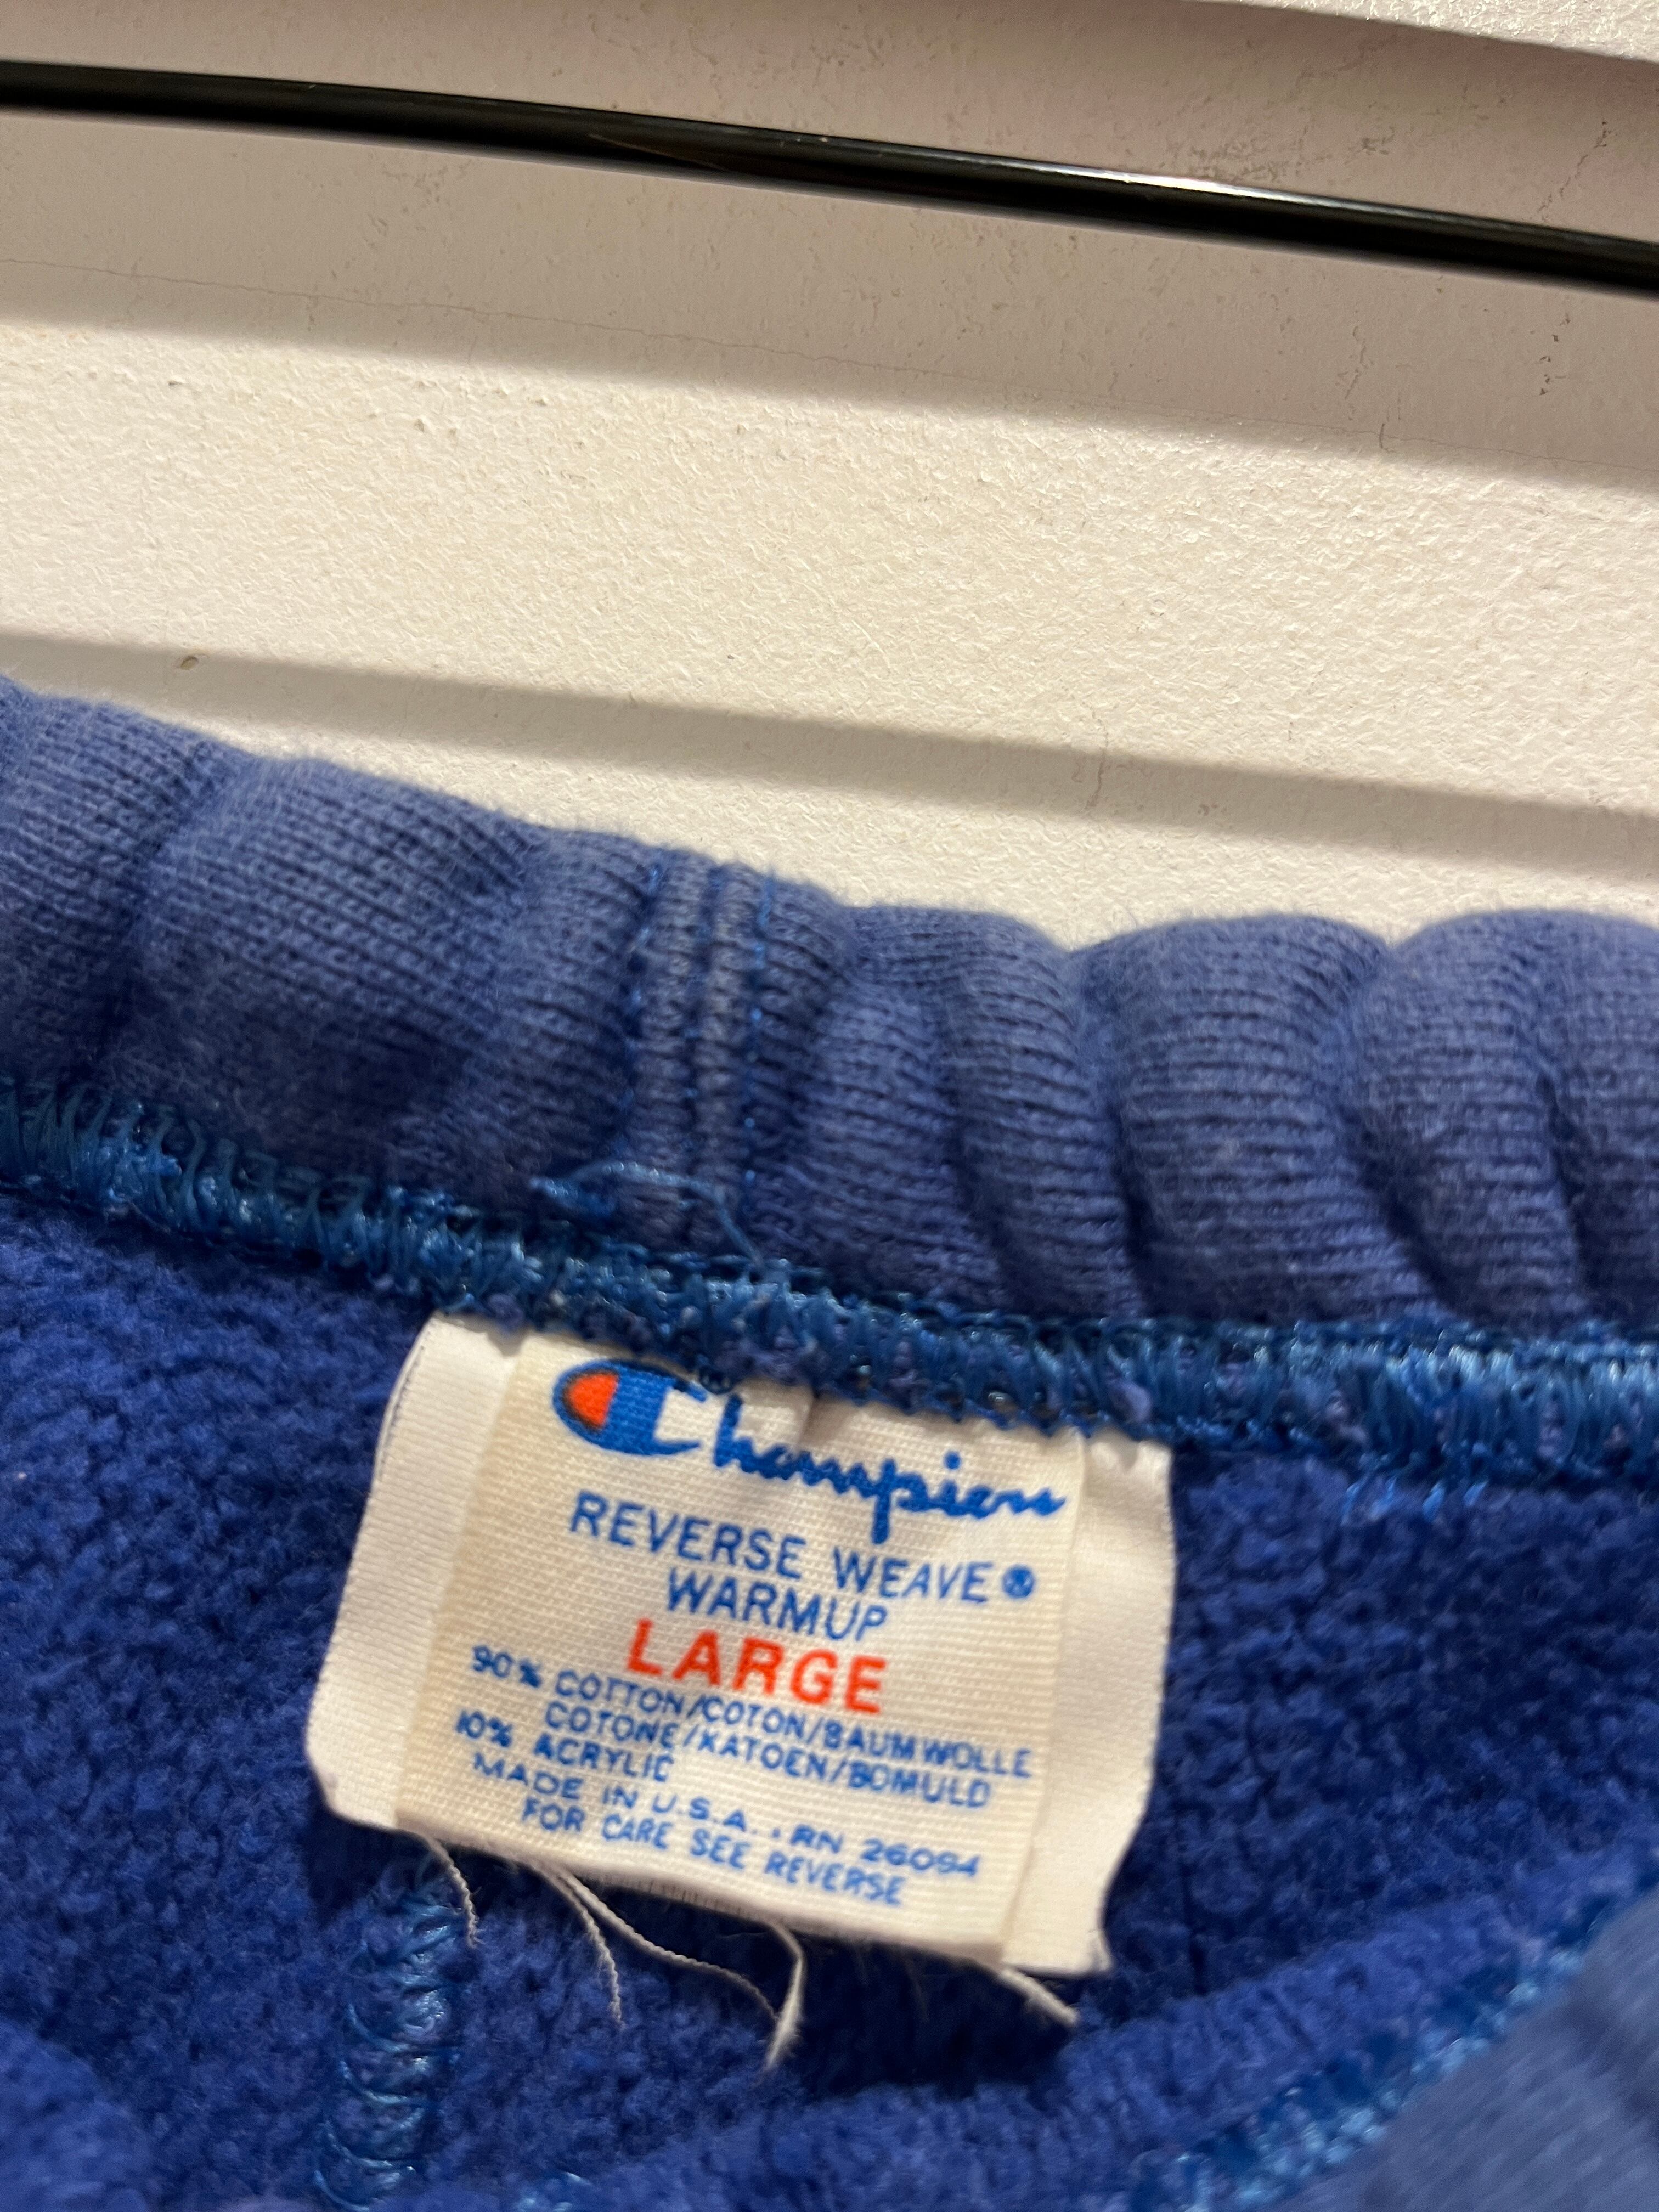 Champion
REVERSE WEAVE®
WARMUP
LARGE
90% COTTON/COTON/BAUMWOLLE
COTONE/KATOEN/BOMULD
10% ACRYLIC
MADE IN U.S.A. • RN 26094
FOR CARE SEE REVERSE